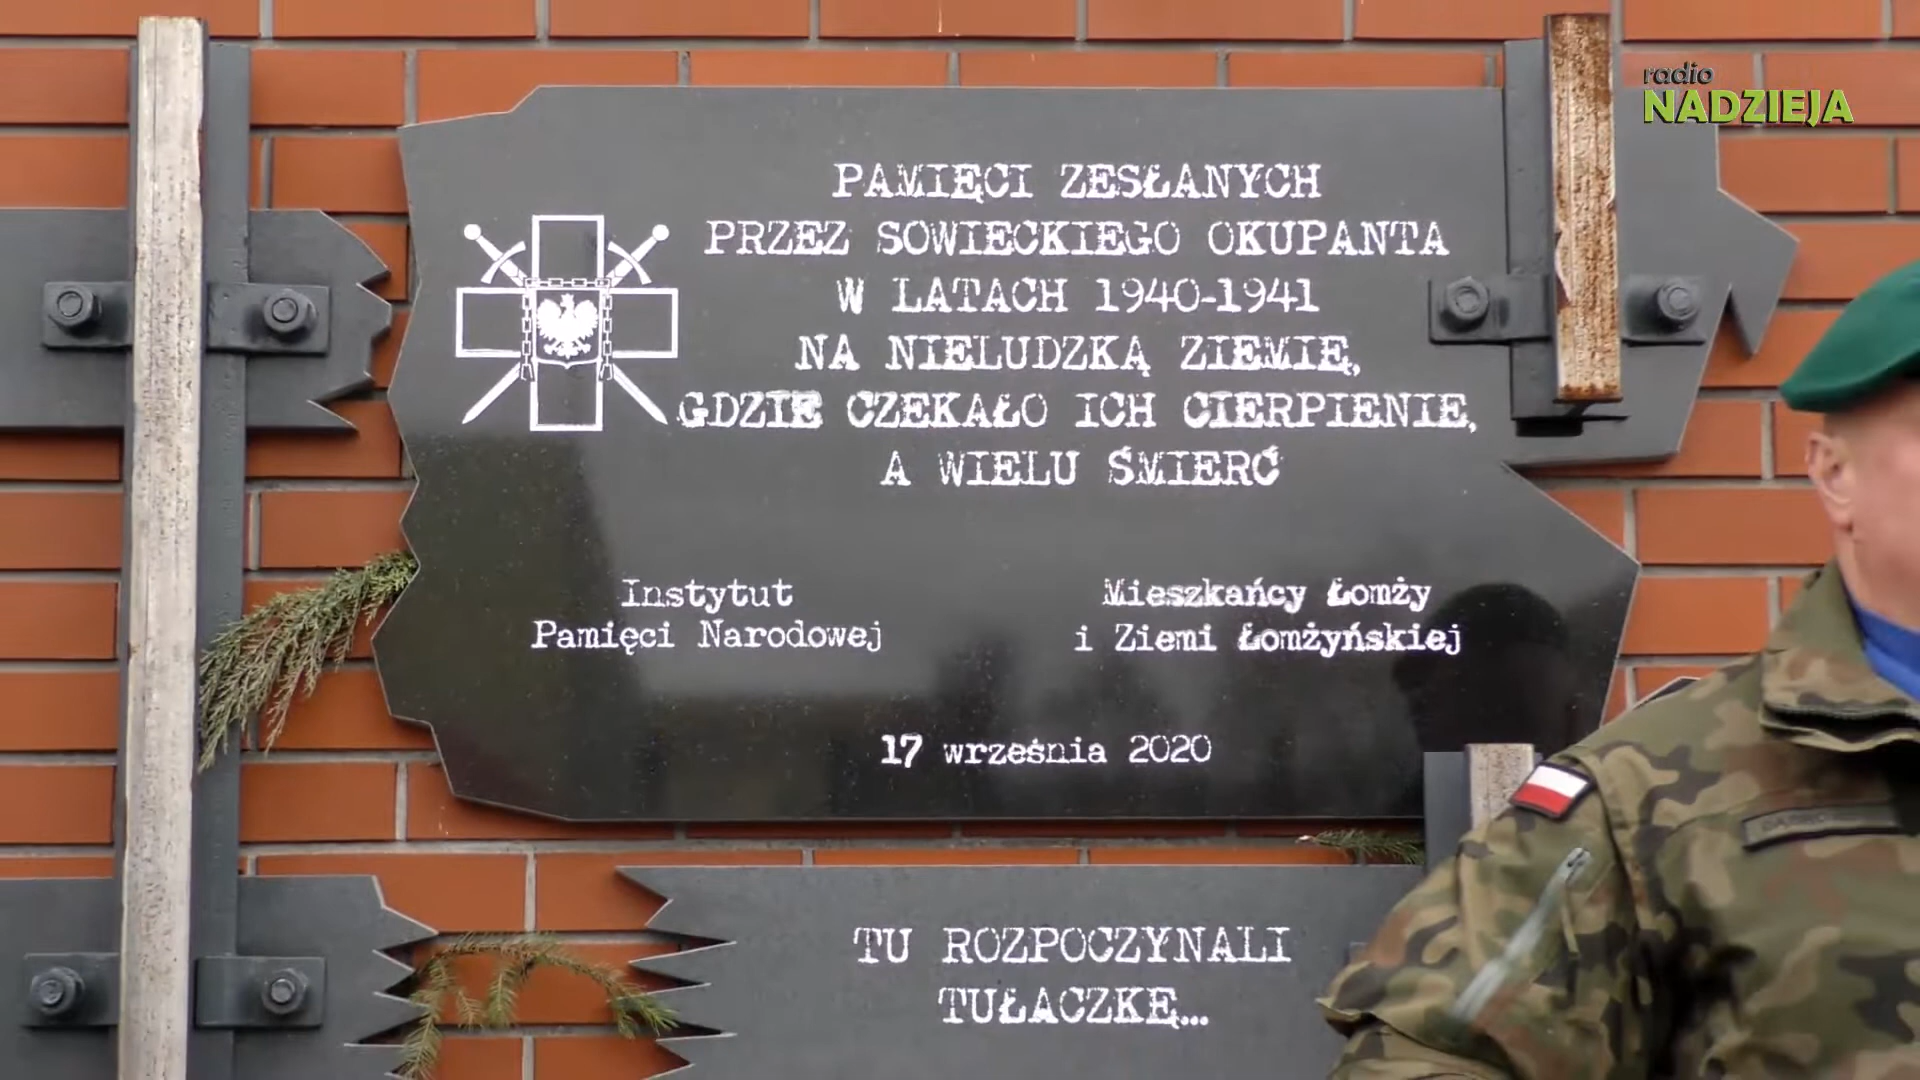 radio
NADZIEJA
PAMIĘCI ZESŁANYCH
PRZEZ SOWIECKIEGO OKUPANTA
W LATACH 1940-1941
NA NIELUDZKĄ ZIEMIĘ,
GDZIE CZEKAŁO ICH CIERPIENIE,
A WIELU ŚMIERĆ
Instytut
Pamięci Narodowej
Mieszkańcy Łomży
i Ziemi Łomżyńskiej
17 września 2020
TU ROZPOCZYNALI
TUŁACZKĘ...